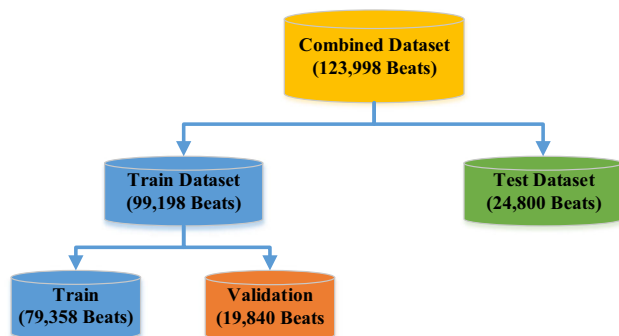 Combined Dataset
(123,998 Beats)
Train Dataset
(99,198 Beats)
Test Dataset
(24,800 Beats)
Train
(79,358 Beats)
Validation
(19,840 Beats